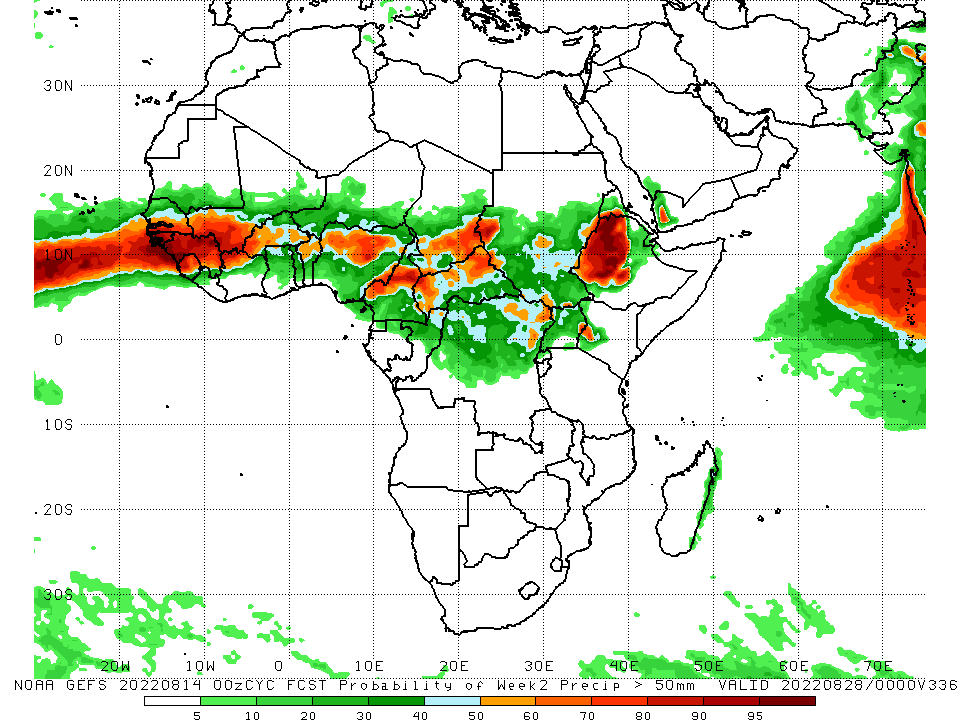 30N
20N
10N
0
10S
20S
30S
20W 10W 0 10E 20E 30E 40E 50E 60E 70E
NOAA GEFS 20220814 00zCYC FCST Probability of Week2 Precip > 50mm VALID 20220828/0000V336
5 10 20 30 40 50 60 70 80 90 95